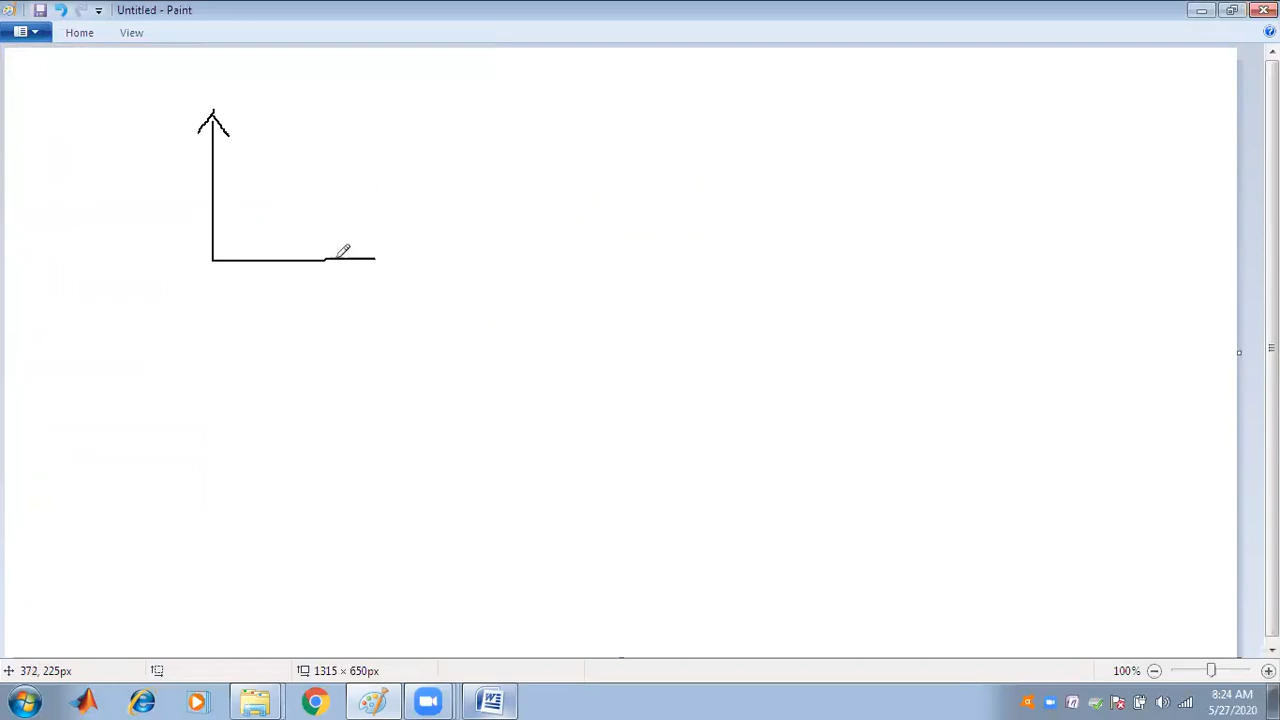 Untitled - Paint
Home View
372, 225px 1315 × 650px 100%
8:24 AM
5/27/2020